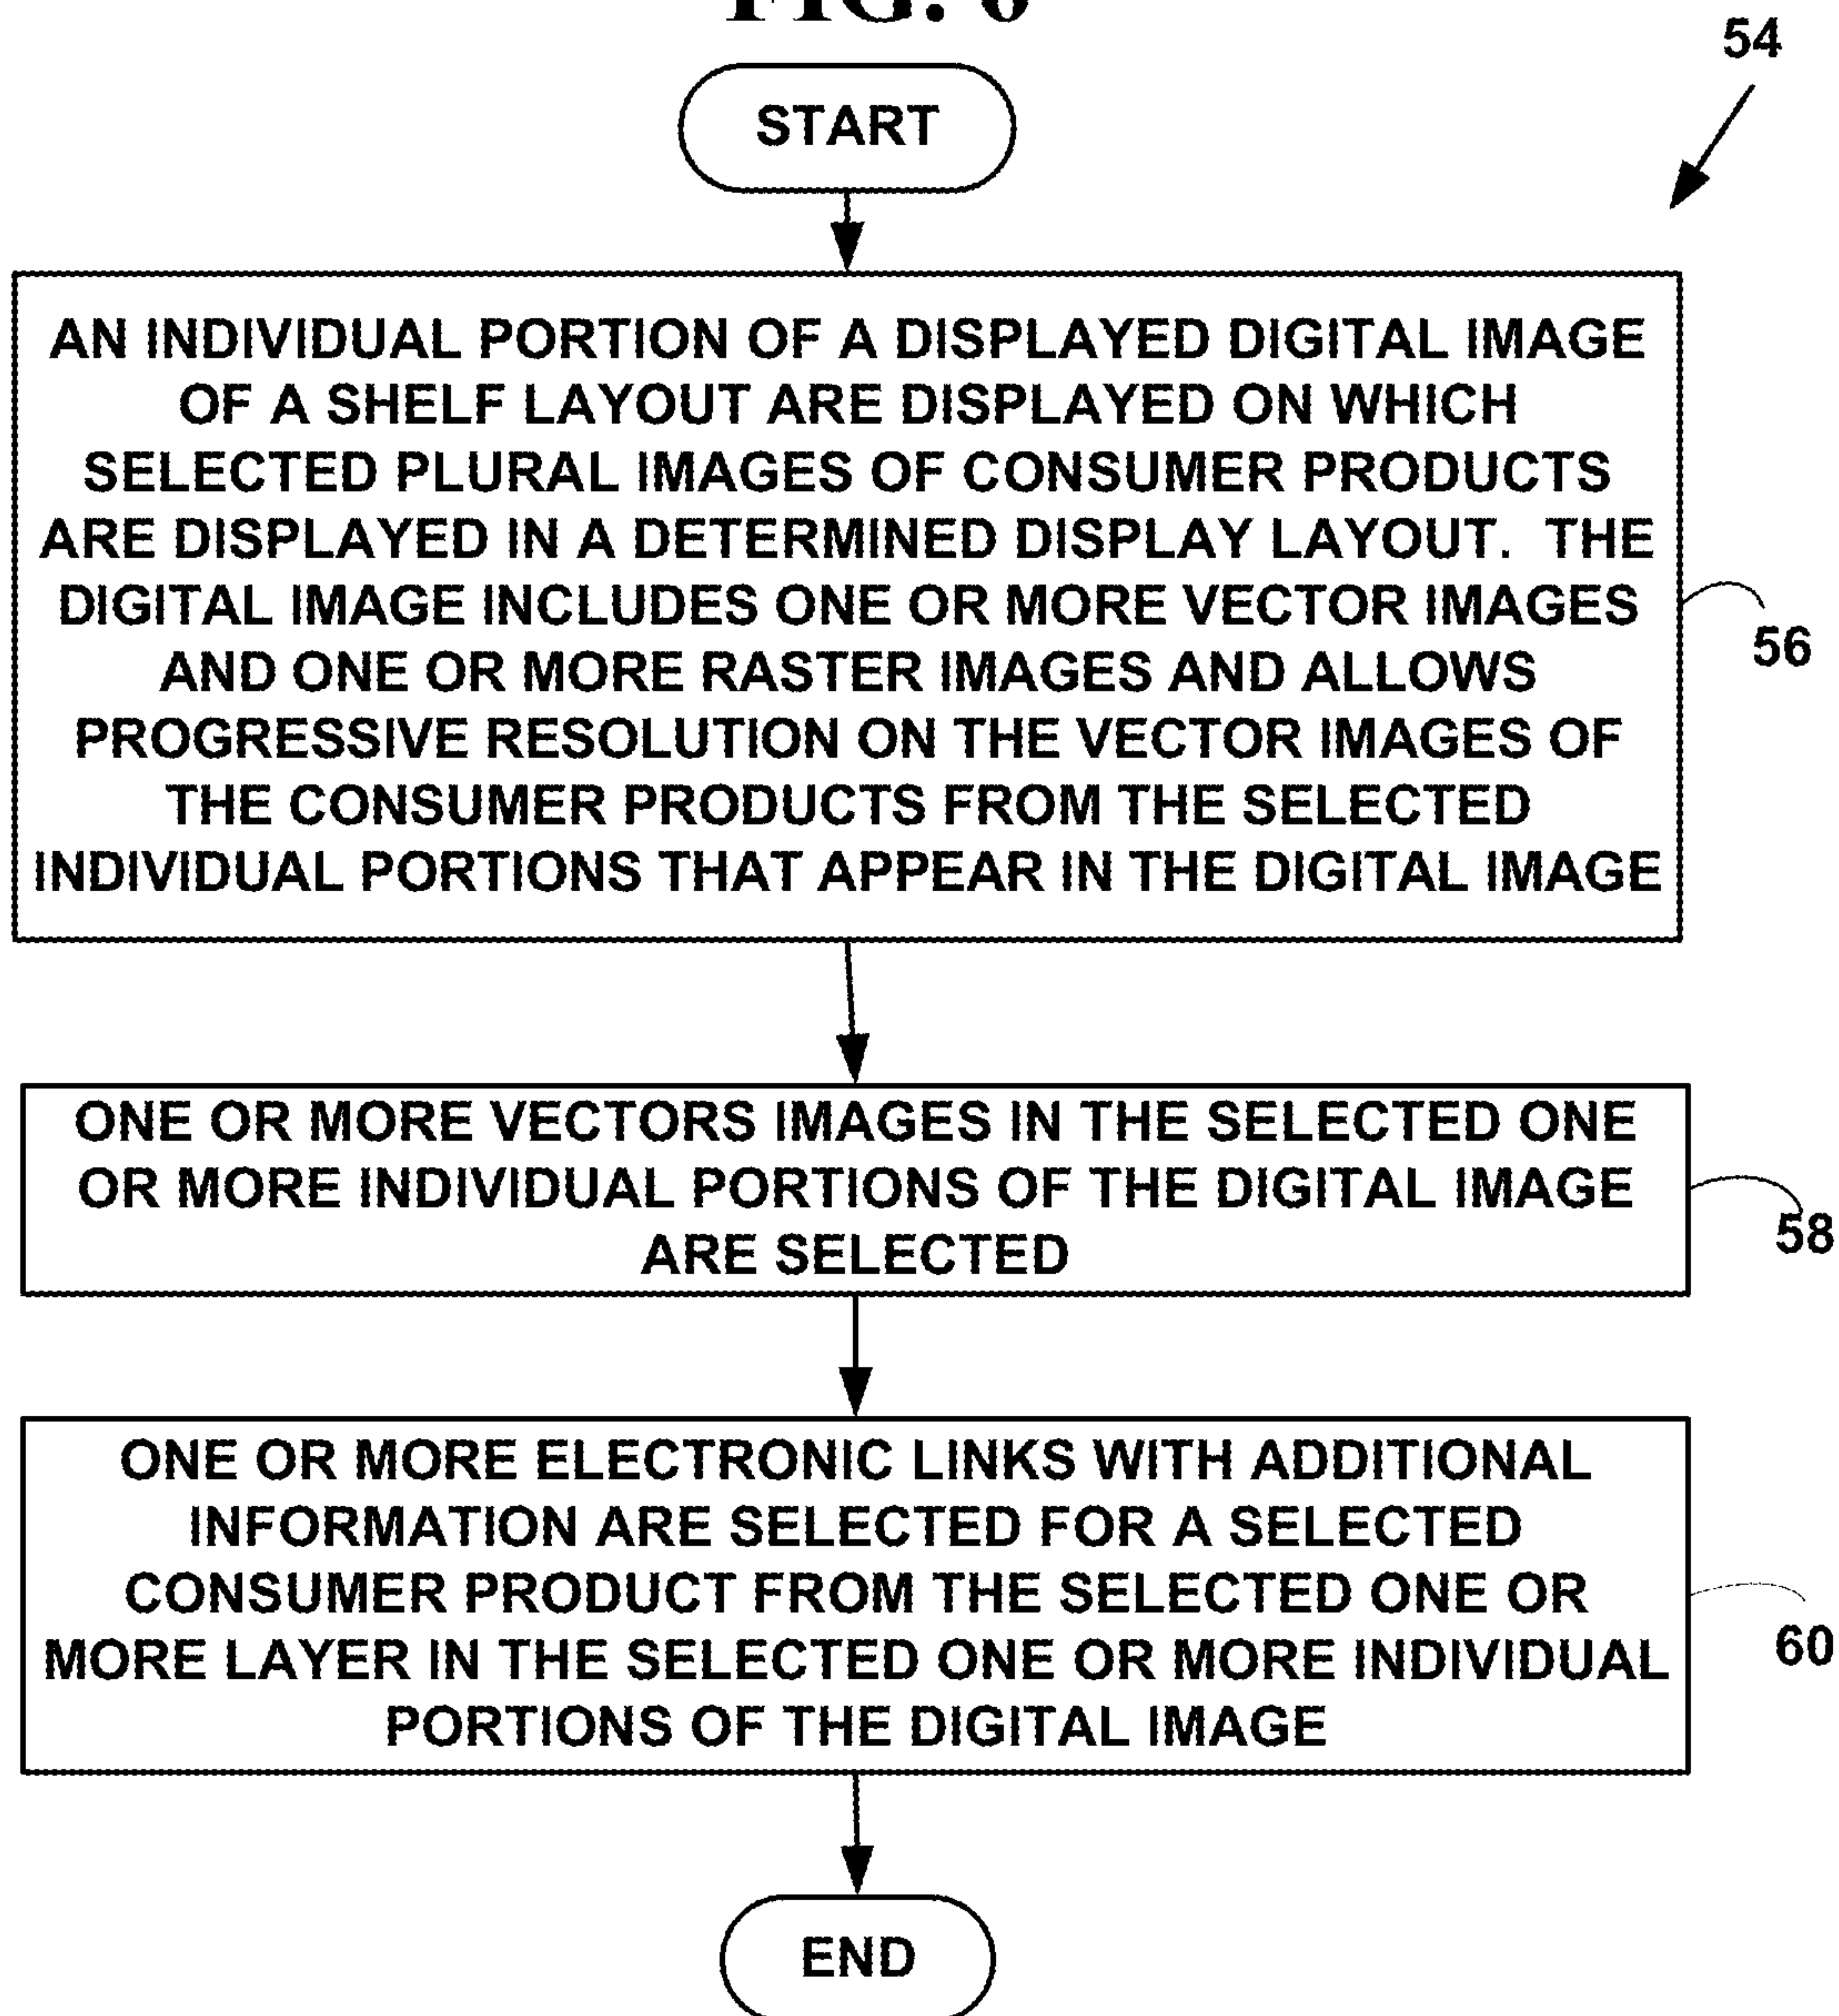 54
START
AN INDIVIDUAL PORTION OF A DISPLAYED DIGITAL IMAGE
OF A SHELF LAYOUT ARE DISPLAYED ON WHICH
SELECTED PLURAL IMAGES OF CONSUMER PRODUCTS
ARE DISPLAYED IN A DETERMINED DISPLAY LAYOUT. THE
DIGITAL IMAGE INCLUDES ONE OR MORE VECTOR IMAGES
AND ONE OR MORE RASTER IMAGES AND ALLOWS
PROGRESSIVE RESOLUTION ON THE VECTOR IMAGES OF
THE CONSUMER PRODUCTS FROM THE SELECTED
INDIVIDUAL PORTIONS THAT APPEAR IN THE DIGITAL IMAGE
56
ONE OR MORE VECTORS IMAGES IN THE SELECTED ONE
OR MORE INDIVIDUAL PORTIONS OF THE DIGITAL IMAGE
ARE SELECTED
58
ONE OR MORE ELECTRONIC LINKS WITH ADDITIONAL
INFORMATION ARE SELECTED FOR A SELECTED
CONSUMER PRODUCT FROM THE SELECTED ONE OR
MORE LAYER IN THE SELECTED ONE OR MORE INDIVIDUAL
PORTIONS OF THE DIGITAL IMAGE
60
END